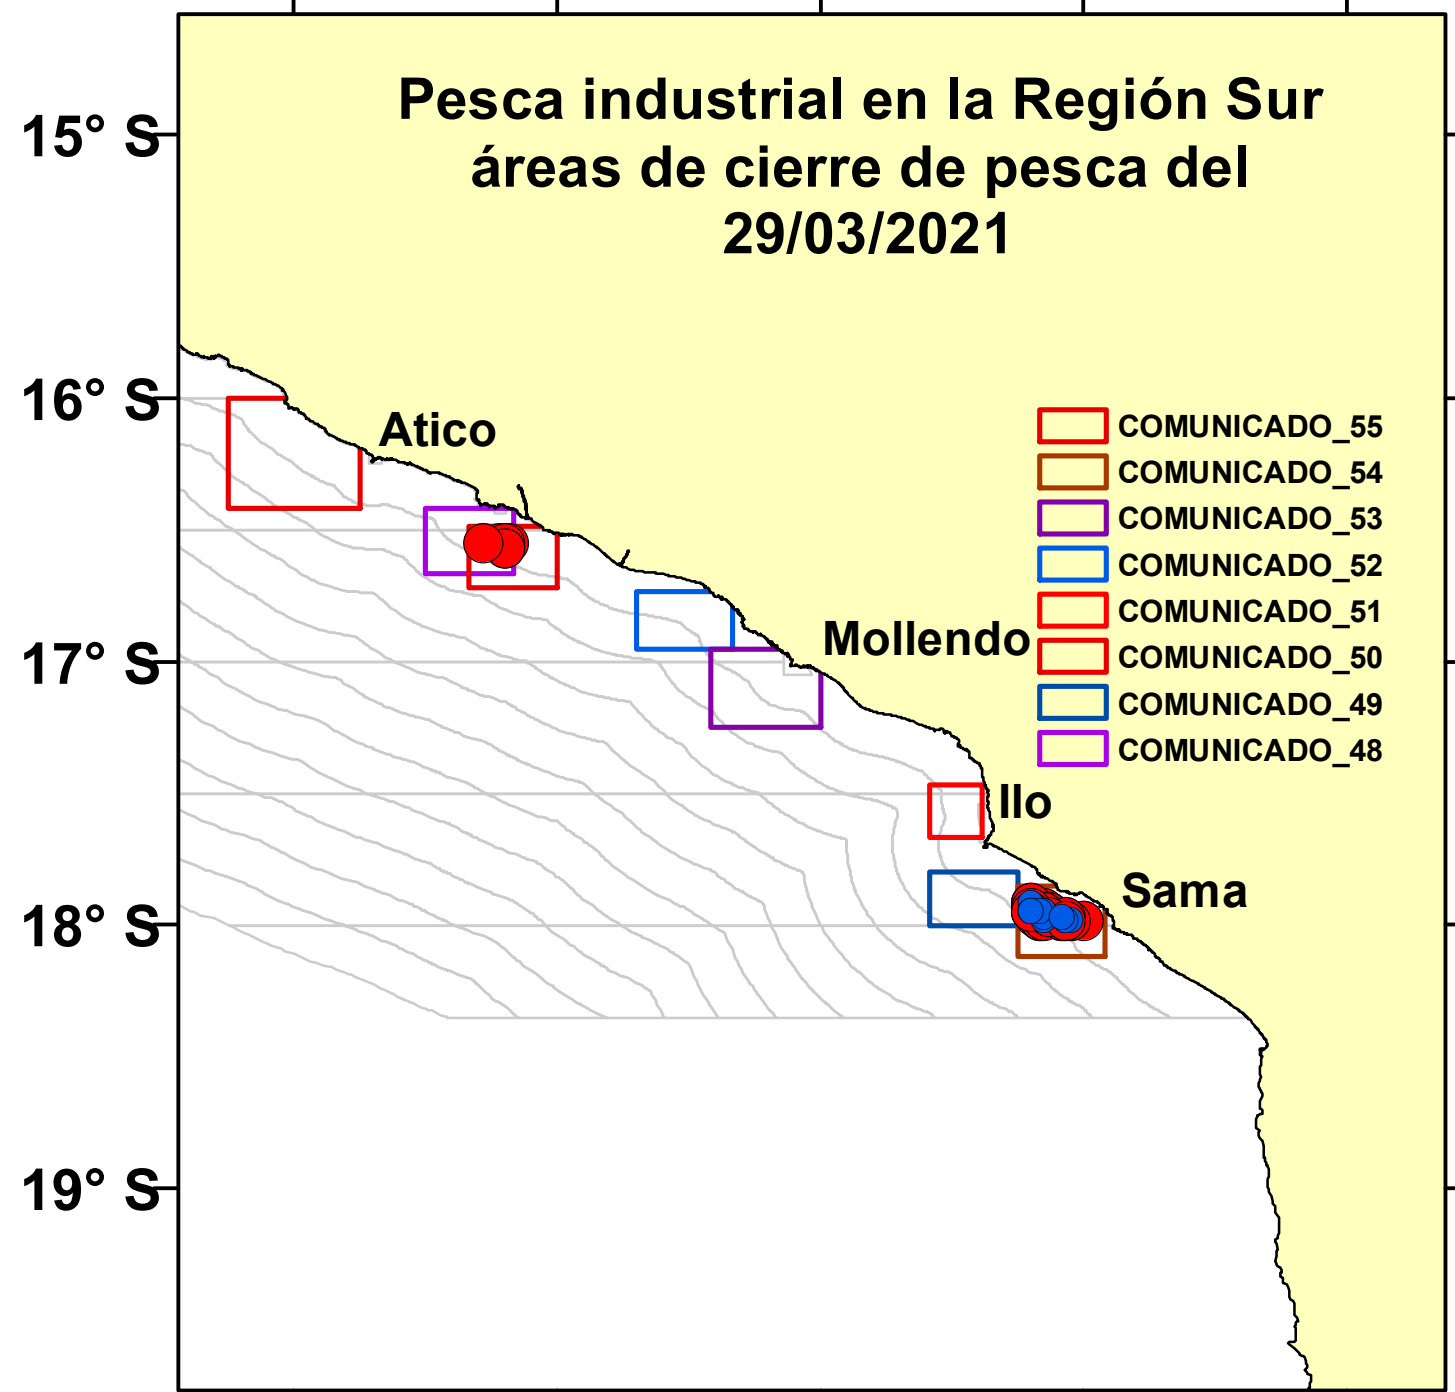 Pesca industrial en la Región Sur
áreas de cierre de pesca del
29/03/2021
15° S
16° S
Atico
COMUNICADO_55
COMUNICADO_54
COMUNICADO_53
COMUNICADO_52
COMUNICADO_51
Mollendo
17° S
COMUNICADO_50
COMUNICADO_49
COMUNICADO_48
Ilo
Sama
18° S
19° S